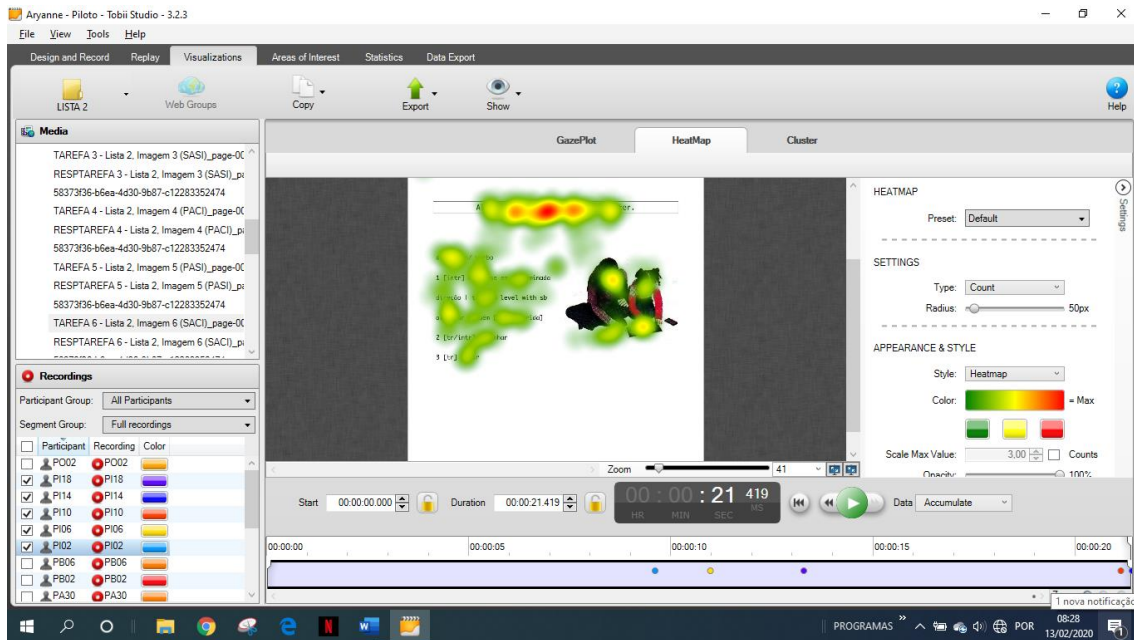 Aryanne - Piloto - Tobii Studio - 3.2.3
File View Tools Help
Design and Record Replay Visualizations Areas of Interest Statistics Data Export
LISTA 2 Web Groups Copy Export Show Help
Media
TAREFA 3 - Lista 2, Imagem 3 (SASI)_page-00
RESPTAREFA 3 - Lista 2, Imagem 3 (SASI)_pa
58373f36-b6ea-4d30-9b87-c12283352474
TAREFA 4 - Lista 2, Imagem 4 (PACI)_page-00
RESPTAREFA 4 - Lista 2, Imagem 4 (PACI)_pa
58373f36-b6ea-4d30-9b87-c12283352474
TAREFA 5 - Lista 2, Imagem 5 (PASI)_page-00
RESPTAREFA 5 - Lista 2, Imagem 5 (PASI)_pa
58373f36-b6ea-4d30-9b87-c12283352474
TAREFA 6 - Lista 2, Imagem 6 (SACI)_page-00
RESPTAREFA 6 - Lista 2, Imagem 6 (SACI)_pa
Recordings
Participant Group: All Participants
Segment Group: Full recordings
Participant Recording Color
PO02 PO02
PI18 PI18
PI14 PI14
PI10 PI10
PI06 PI06
PI02 PI02
PB06 PB06
PB02 PB02
PA30 PA30
GazePlot HeatMap Cluster
1 [intr]
level with sb
2 [tr/intr]
3 [tr]
Zoom 41
HEATMAP
Preset: Default
SETTINGS
Type: Count
Radius: 50px
APPEARANCE & STYLE
Style: Heatmap
Color: = Max
Scale Max Value: 3,00 Counts
Opacity: 100%
Settings
Start 00:00:00.000 Duration 00:00:21.419 00 : 00 : 21 419 Data Accumulate
HR MIN SEC MS
00:00:00 00:00:05 00:00:10 00:00:15 00:00:20
1 nova notificação
PROGRAMAS POR 08:28
13/02/2020